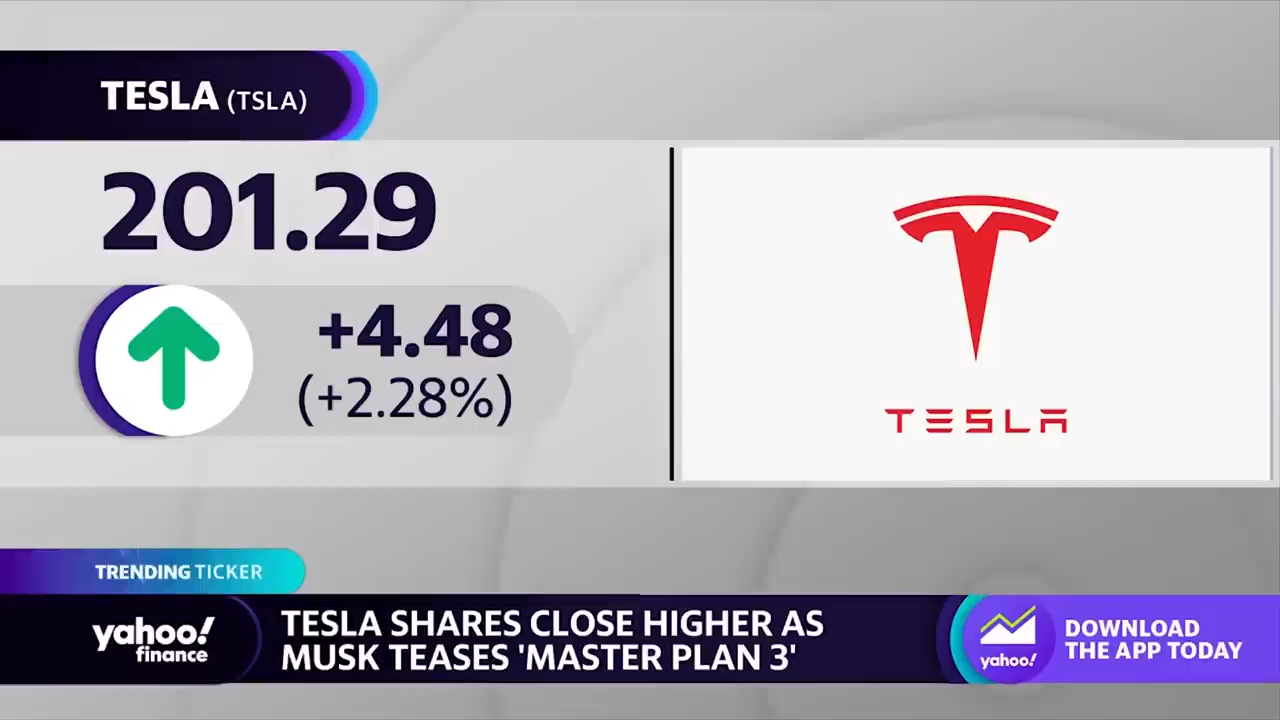 TESLA (TSLA)
201.29
+4.48
(+2.28%)
TESLA
TRENDING TICKER
yahoo!
finance
TESLA SHARES CLOSE HIGHER AS
MUSK TEASES 'MASTER PLAN 3'
yahoo!
DOWNLOAD
THE APP TODAY